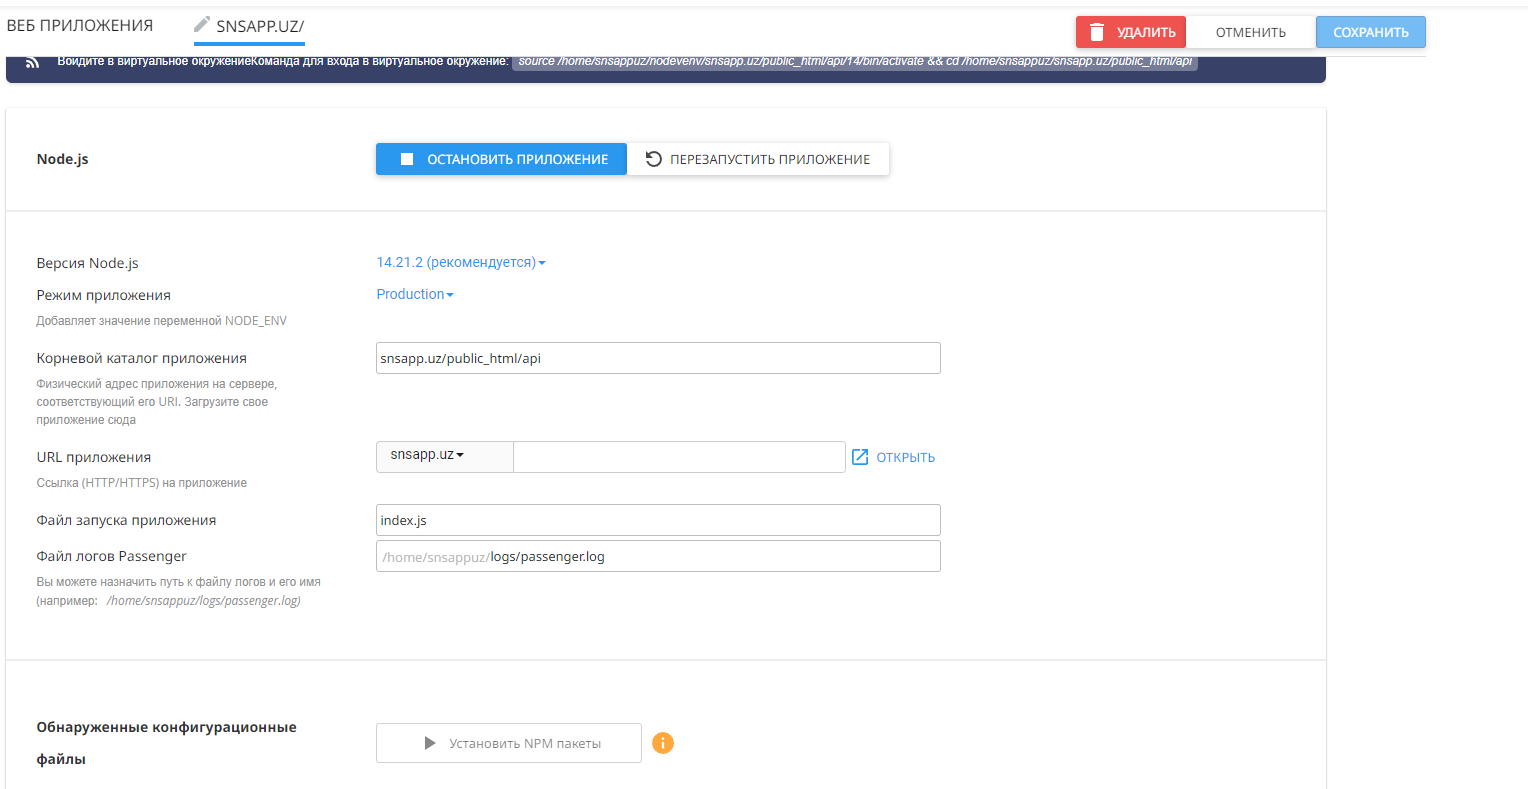 ВЕБ ПРИЛОЖЕНИЯ
SNSAPP.UZ/
УДАЛИТЬ
ОТМЕНИТЬ
СОХРАНИТЬ
Войдите в виртуальное окружениеКоманда для входа в виртуальное окружение: source /home/snsappuz/nodevenv/snsapp.uz/public_html/api/14/bin/activate && cd /home/snsappuz/snsapp.uz/public_html/api
Node.js
ОСТАНОВИТЬ ПРИЛОЖЕНИЕ
ПЕРЕЗАПУСТИТЬ ПРИЛОЖЕНИЕ
Версия Node.js
14.21.2 (рекомендуется)
Режим приложения
Production
Добавляет значение переменной NODE_ENV
Корневой каталог приложения
snsapp.uz/public_html/api
Физический адрес приложения на сервере,
соответствующий его URI. Загрузите свое
приложение сюда
URL приложения
snsapp.uz
ОТКРЫТЬ
Ссылка (HTTP/HTTPS) на приложение
Файл запуска приложения
index.js
Файл логов Passenger
/home/snsappuz/logs/passenger.log
Вы можете назначить путь к файлу логов и его имя
(например: /home/snsappuz/logs/passenger.log)
Обнаруженные конфигурационные
файлы
Установить NPM пакеты